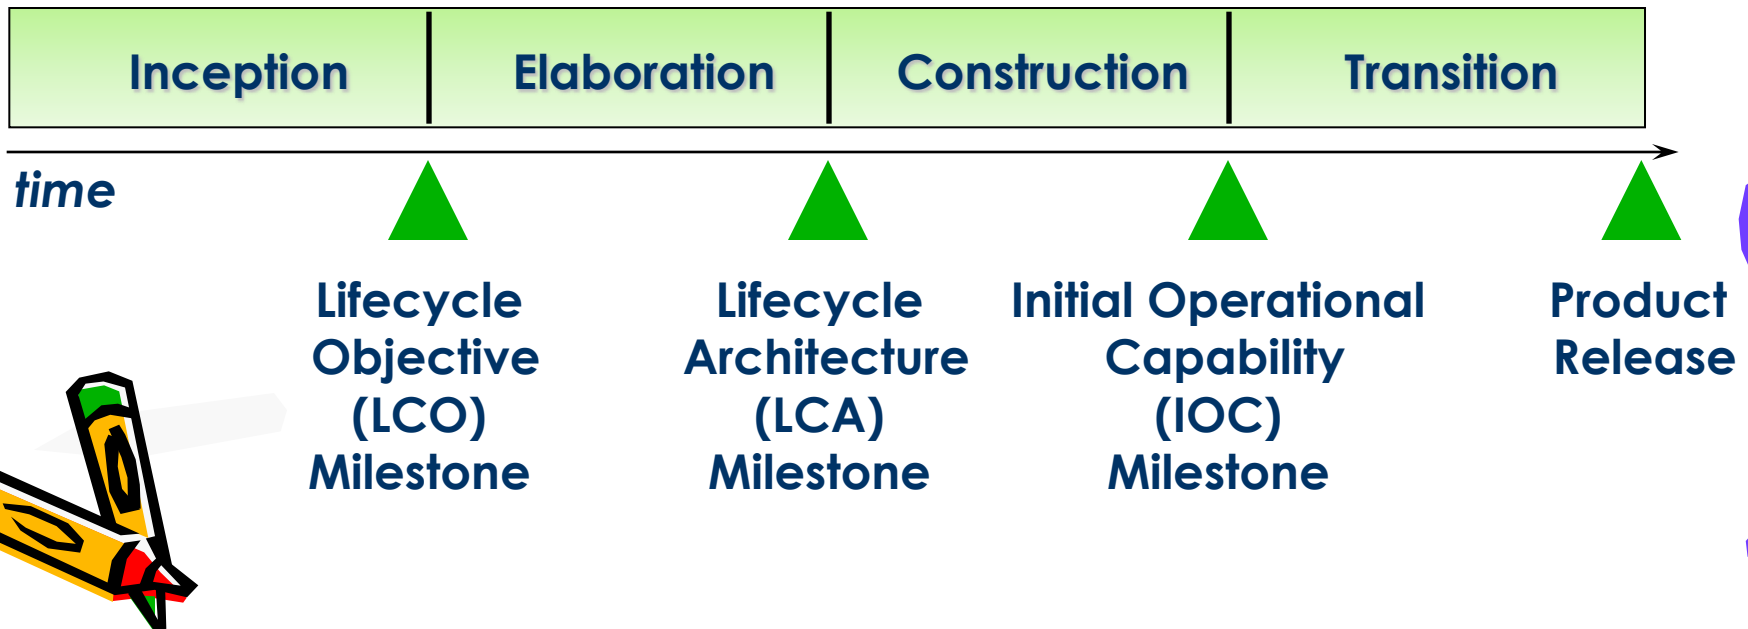 Inception Elaboration Construction Transition
time
Lifecycle
Objective
(LCO)
Milestone
Lifecycle
Architecture
(LCA)
Milestone
Initial Operational
Capability
(IOC)
Milestone
Product
Release